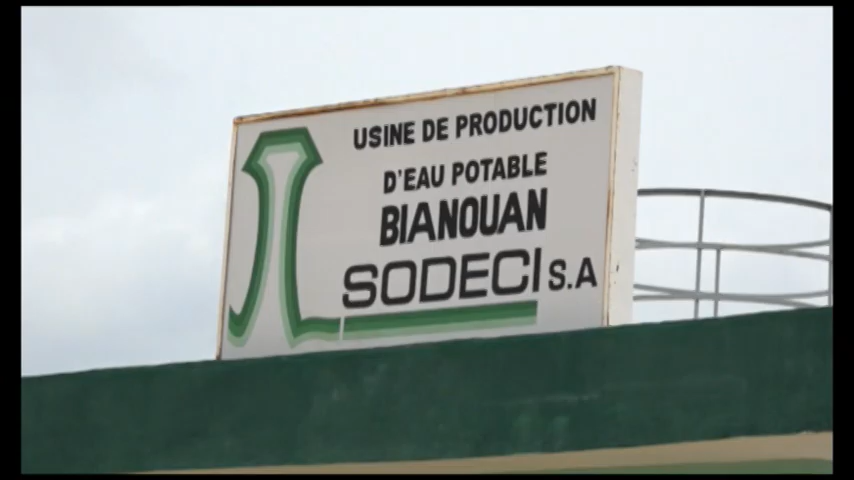 USINE DE PRODUCTION
D'EAU POTABLE
BIANOUAN
SODECI S.A